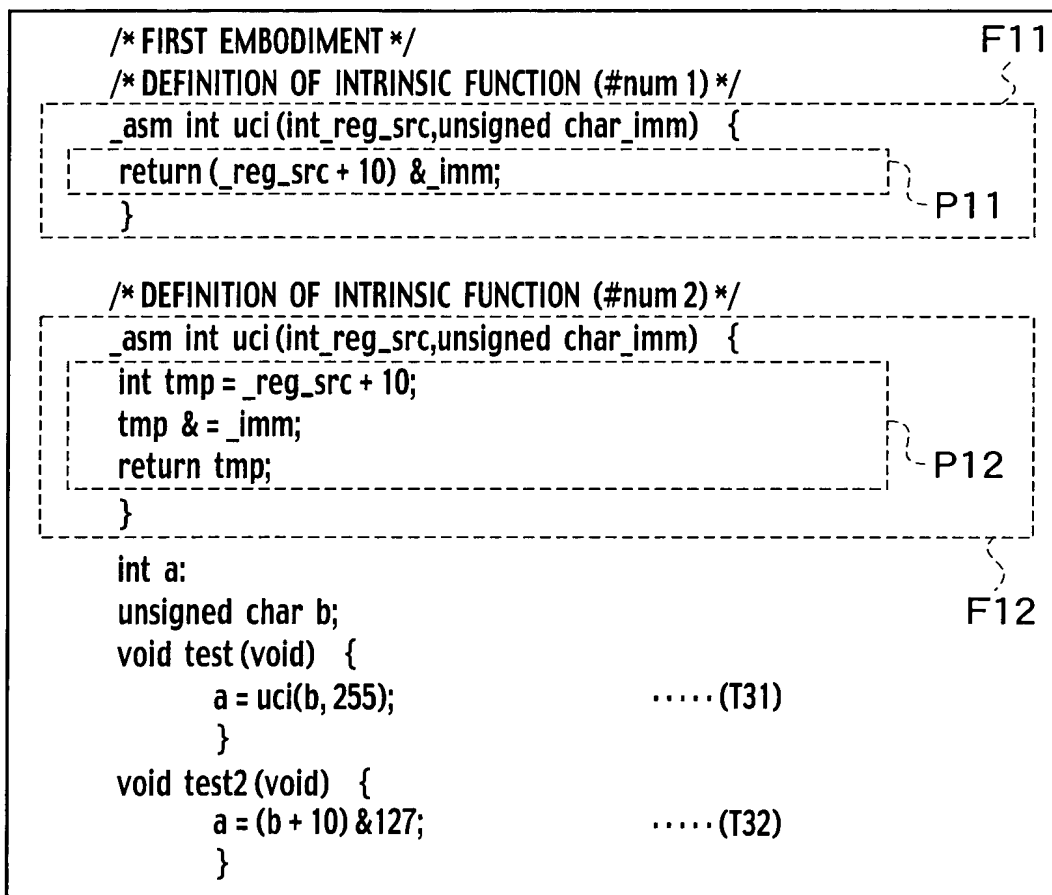 /* FIRST EMBODIMENT */ F11
/* DEFINITION OF INTRINSIC FUNCTION (#num 1) */
_asm int uci (int_reg_src,unsigned char_imm) {
return (_reg_src + 10) &_imm;
P11
}
/* DEFINITION OF INTRINSIC FUNCTION (#num 2) */
_asm int uci (int_reg_src,unsigned char_imm) {
int tmp = _reg_src + 10;
tmp & = _imm;
P12
return tmp;
}
int a:
F12
unsigned char b;
void test (void) {
a = uci(b, 255); ·····(T31)
}
void test2 (void) {
a = (b + 10) &127; ·····(T32)
}